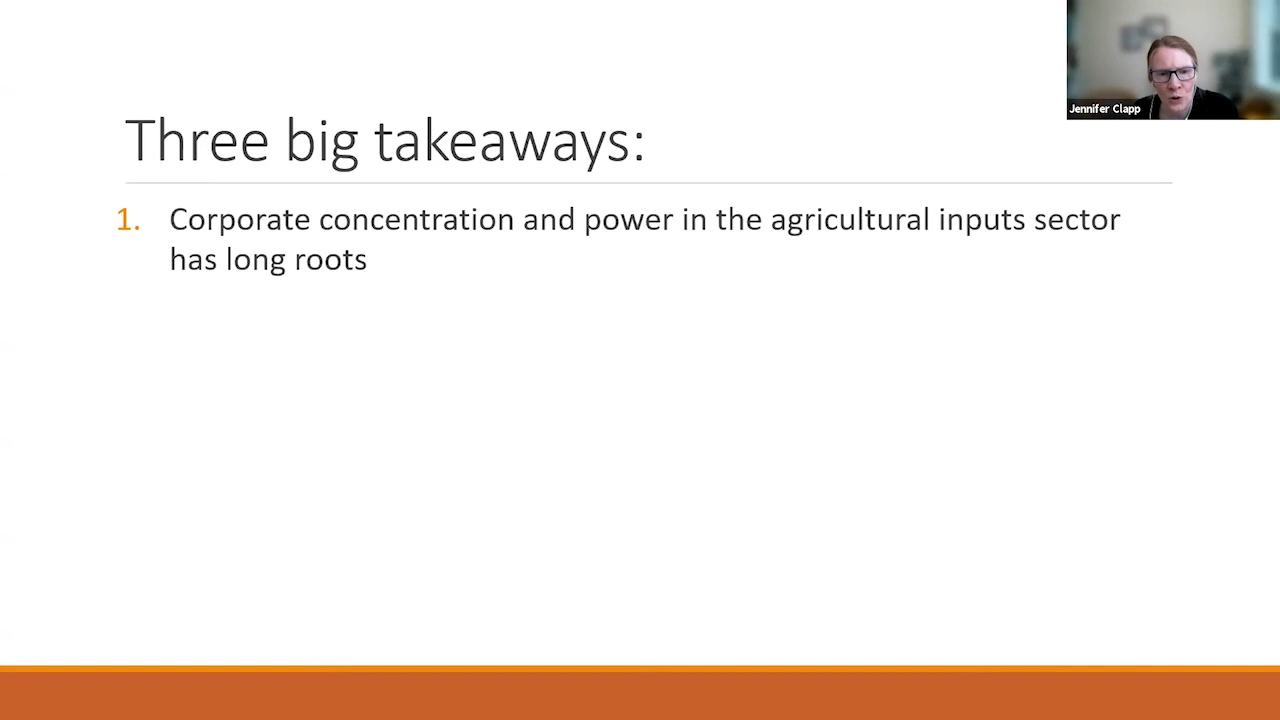 Jennifer Clapp
Three big takeaways:
1. Corporate concentration and power in the agricultural inputs sector
has long roots